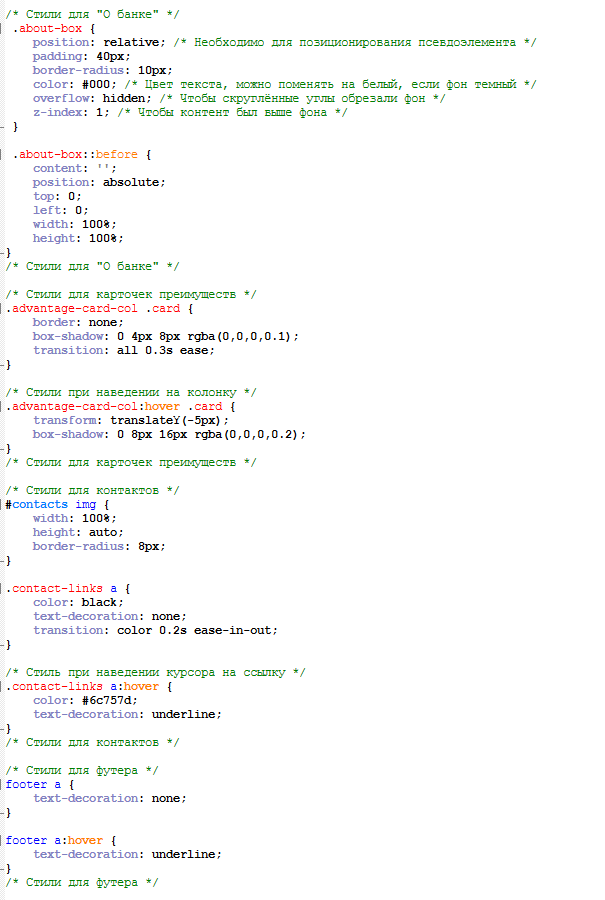 /* Стили для "О банке" */
.about-box {
position: relative; /* Необходимо для позиционирования псевдоэлемента */
padding: 40px;
border-radius: 10px;
color: #000; /* Цвет текста, можно поменять на белый, если фон темный */
overflow: hidden; /* Чтобы скруглённые углы обрезали фон */
z-index: 1; /* Чтобы контент был выше фона */
}
.about-box::before {
content: '';
position: absolute;
top: 0;
left: 0;
width: 100%;
height: 100%;
}
/* Стили для "О банке" */
/* Стили для карточек преимуществ */
.advantage-card-col .card {
border: none;
box-shadow: 0 4px 8px rgba(0,0,0,0.1);
transition: all 0.3s ease;
}
/* Стили при наведении на колонку */
.advantage-card-col:hover .card {
transform: translateY(-5px);
box-shadow: 0 8px 16px rgba(0,0,0,0.2);
}
/* Стили для карточек преимуществ */
/* Стили для контактов */
#contacts img {
width: 100%;
height: auto;
border-radius: 8px;
}
.contact-links a {
color: black;
text-decoration: none;
transition: color 0.2s ease-in-out;
}
/* Стиль при наведении курсора на ссылку */
.contact-links a:hover {
color: #6c757d;
text-decoration: underline;
}
/* Стили для контактов */
/* Стили для футера */
footer a {
text-decoration: none;
}
footer a:hover {
text-decoration: underline;
}
/* Стили для футера */